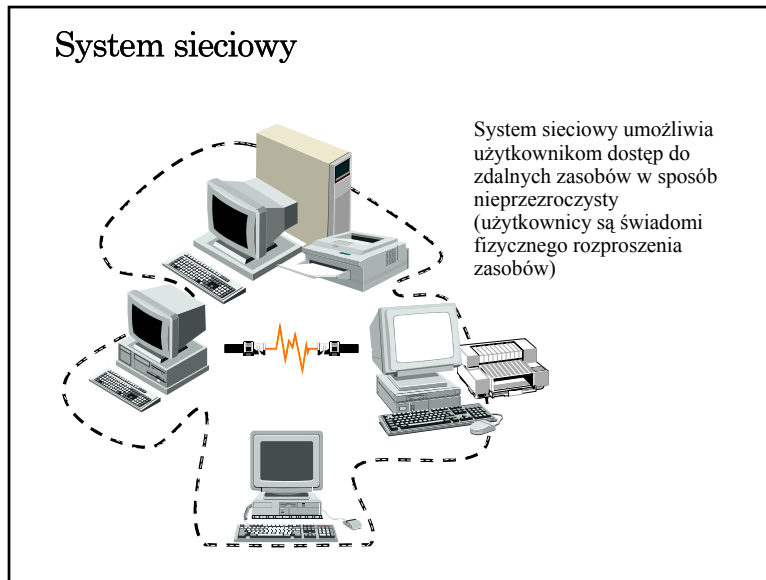 System sieciowy
System sieciowy umożliwia
użytkownikom dostęp do
zdalnych zasobów w sposób
nieprzezroczysty
(użytkownicy są świadomi
fizycznego rozproszenia
zasobów)